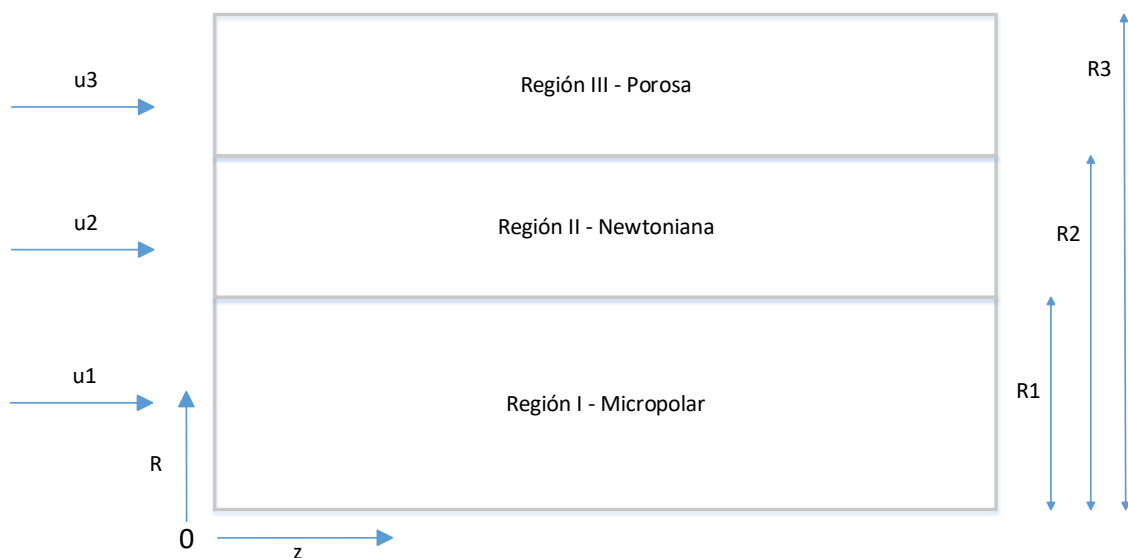 u3
Región III - Porosa
R3
u2
Región II - Newtoniana
R2
u1
Región I - Micropolar
R1
R
0
z